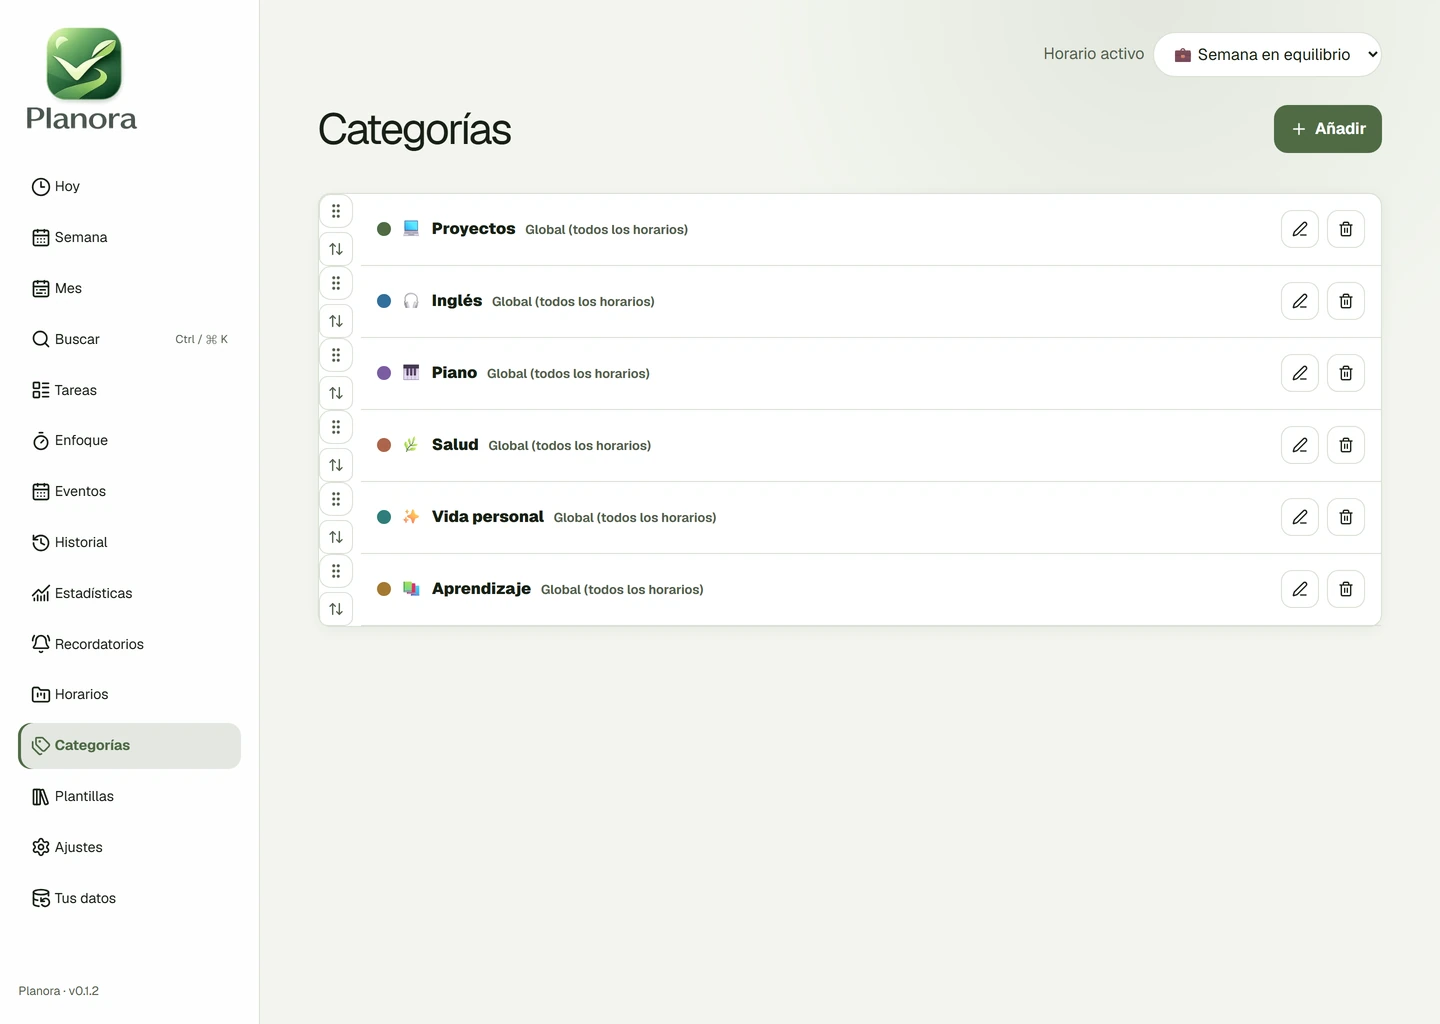 Planora
Hoy
Semana
Mes
Buscar Ctrl / ⌘ K
Tareas
Enfoque
Eventos
Historial
Estadísticas
Recordatorios
Horarios
Categorías
Plantillas
Ajustes
Tus datos
Planora · v0.1.2
Horario activo Semana en equilibrio
Categorías
+ Añadir
Proyectos Global (todos los horarios)
Inglés Global (todos los horarios)
Piano Global (todos los horarios)
Salud Global (todos los horarios)
Vida personal Global (todos los horarios)
Aprendizaje Global (todos los horarios)